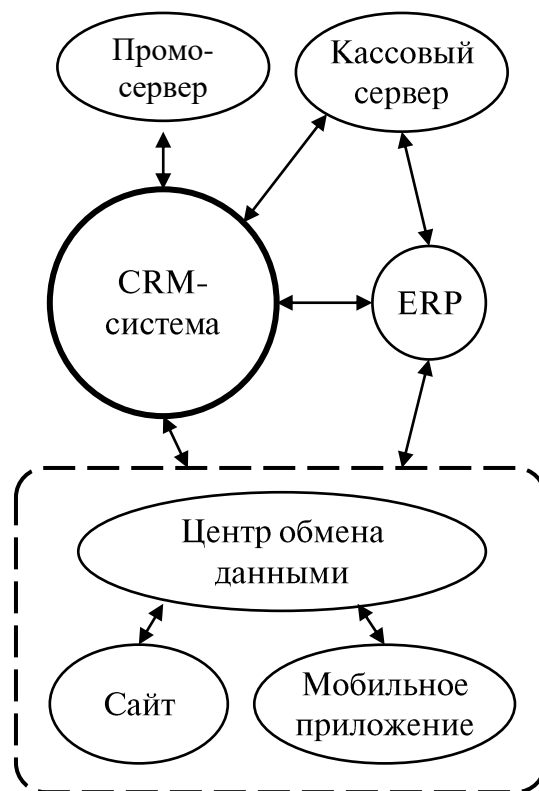 Промо-
сервер
Кассовый
сервер
CRM-
система
ERP
Центр обмена
данными
Сайт
Мобильное
приложение